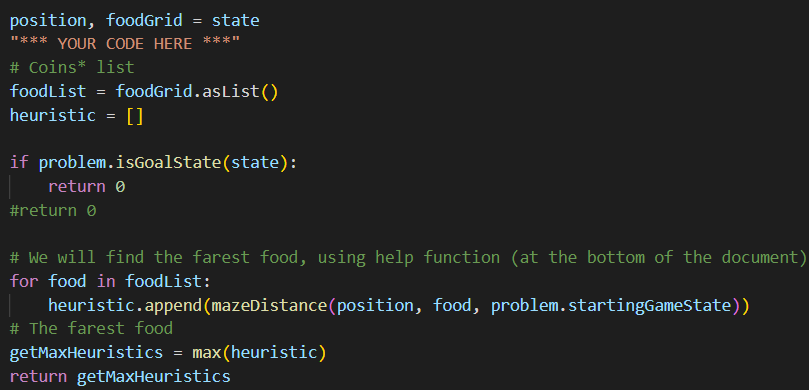 position, foodGrid = state
"*** YOUR CODE HERE ***"
# Coins* list
foodList = foodGrid.asList()
heuristic = []
if problem.isGoalState(state):
return 0
#return 0
# We will find the farest food, using help function (at the bottom of the document)
for food in foodList:
heuristic.append(mazeDistance(position, food, problem.startingGameState))
# The farest food
getMaxHeuristics = max(heuristic)
return getMaxHeuristics